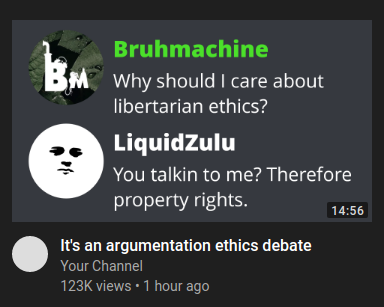 Bruhmachine
BM
Why should I care about
libertarian ethics?
LiquidZulu
You talkin to me? Therefore
property rights.
14:56
It's an argumentation ethics debate
Your Channel
123K views • 1 hour ago